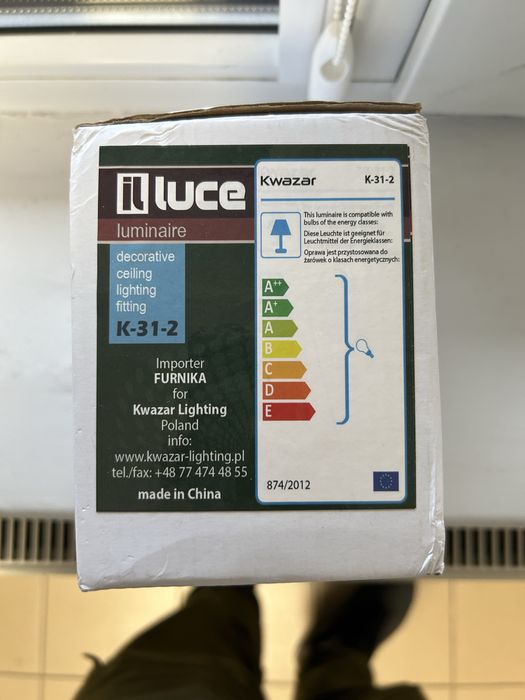 il luce
luminaire
decorative
ceiling
lighting
fitting
K-31-2
Importer
FURNIKA
for
Kwazar Lighting
Poland
info:
www.kwazar-lighting.pl
tel./fax: +48 77 474 48 55
made in China
Kwazar K-31-2
This luminaire is compatible with
bulbs of the energy classes:
Diese Leuchte ist geeignet für
Leuchtmittel der Energieklassen:
Oprawa jest przystosowana do
żarówek o klasach energetycznych:
A++
A+
A
B
C
D
E
874/2012